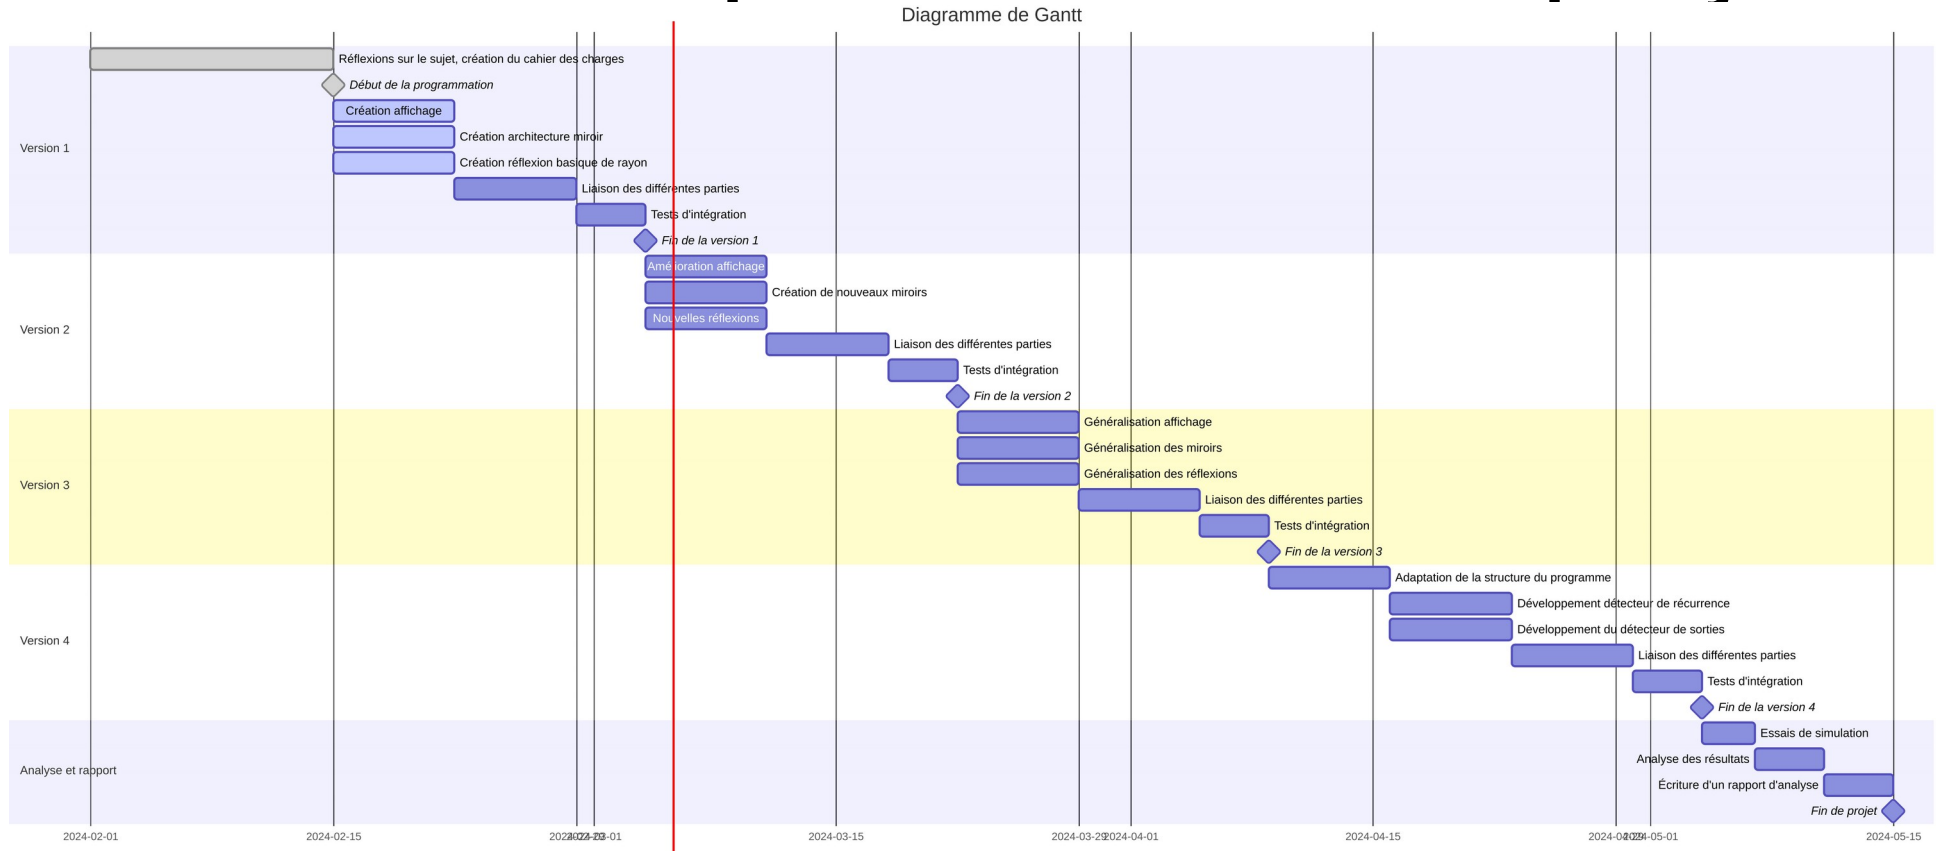 Diagramme de Gantt
Réflexions sur le sujet, création du cahier des charges
Début de la programmation
Création affichage
Création architecture miroir
Version 1
Création réflexion basique de rayon
Liaison des différentes parties
Tests d'intégration
Fin de la version 1
Amélioration affichage
Création de nouveaux miroirs
Nouvelles réflexions
Version 2
Liaison des différentes parties
Tests d'intégration
Fin de la version 2
Généralisation affichage
Généralisation des miroirs
Généralisation des réflexions
Version 3
Liaison des différentes parties
Tests d'intégration
Fin de la version 3
Adaptation de la structure du programme
Développement détecteur de récurrence
Développement du détecteur de sorties
Version 4
Liaison des différentes parties
Tests d'intégration
Fin de la version 4
Essais de simulation
Analyse des résultats
Analyse et rapport
Écriture d'un rapport d'analyse
Fin de projet
2024-02-01 2024-02-15 2024-02-29 2024-03-01 2024-03-15 2024-03-29 2024-04-01 2024-04-15 2024-04-29 2024-05-01 2024-05-15